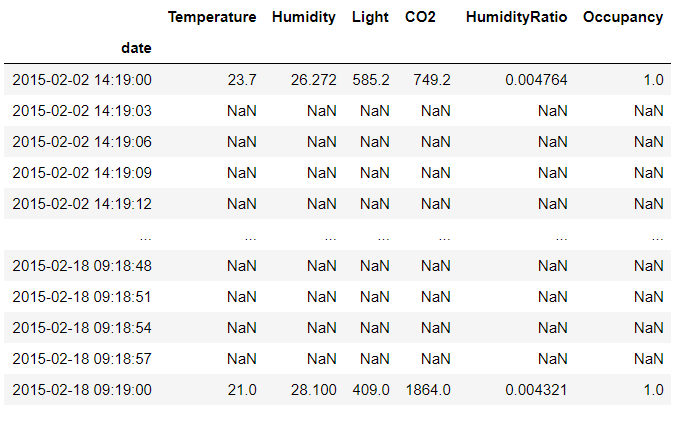 Temperature Humidity Light CO2 HumidityRatio Occupancy
date
2015-02-02 14:19:00 23.7 26.272 585.2 749.2 0.004764 1.0
2015-02-02 14:19:03 NaN NaN NaN NaN NaN NaN
2015-02-02 14:19:06 NaN NaN NaN NaN NaN NaN
2015-02-02 14:19:09 NaN NaN NaN NaN NaN NaN
2015-02-02 14:19:12 NaN NaN NaN NaN NaN NaN
... ... ... ... ... ... ...
2015-02-18 09:18:48 NaN NaN NaN NaN NaN NaN
2015-02-18 09:18:51 NaN NaN NaN NaN NaN NaN
2015-02-18 09:18:54 NaN NaN NaN NaN NaN NaN
2015-02-18 09:18:57 NaN NaN NaN NaN NaN NaN
2015-02-18 09:19:00 21.0 28.100 409.0 1864.0 0.004321 1.0